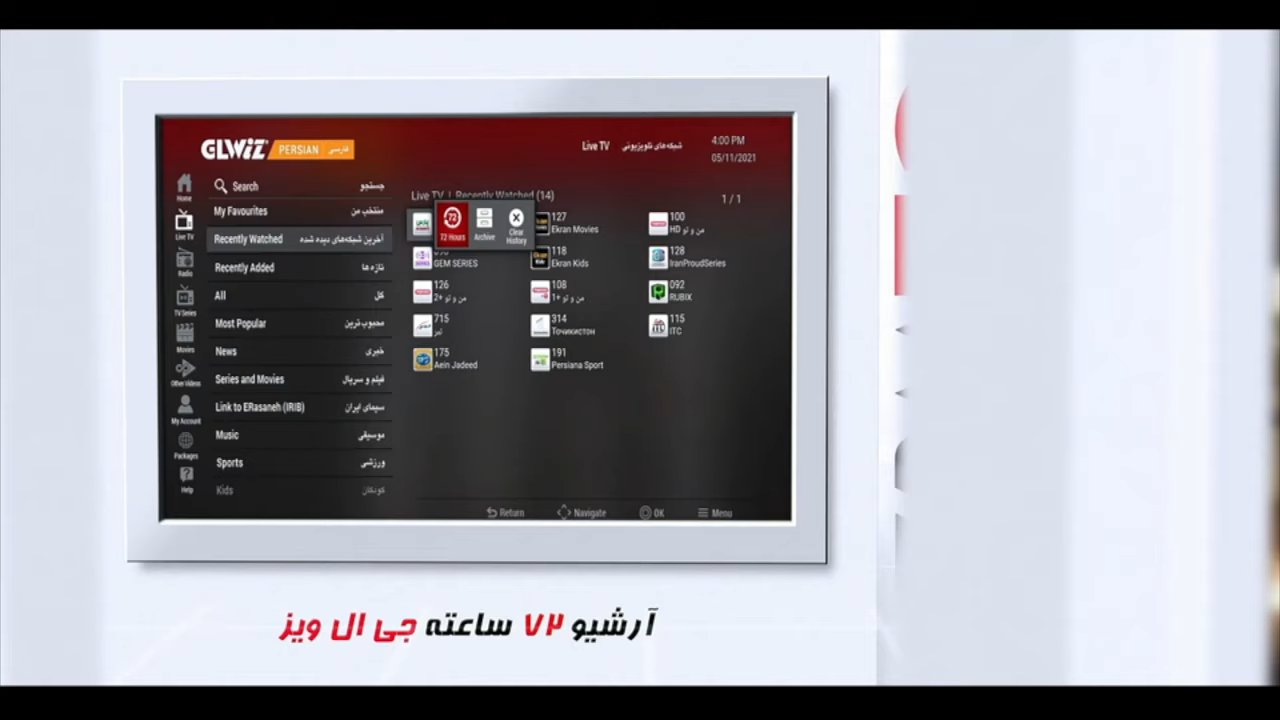 GLWiZ PERSIAN فارسی
Live TV شبکه‌های تلویزیونی
4:00 PM
05/11/2021
Home
Live TV
Radio
TV Series
Movies
Other Videos
My Account
Packages
Help
Search جستجو
My Favourites منتخب من
Recently Watched آخرین شبکه‌های دیده شده
Recently Added تازه ها
All کل
Most Popular محبوب ترین
News خبری
Series and Movies فیلم و سریال
Link to ERasaneh (IRIB) سیمای ایران
Music موسیقی
Sports ورزشی
Kids کودکان
Live TV | Recently Watched (14)
1 / 1
72
72 Hours
Archive
Clear History
127
Ekran Movies
100
من و تو HD
GEM SERIES
118
Ekran Kids
128
IranProudSeries
126
من و تو 2+
108
من و تو 1+
092
RUBIX
715
314
Точикистон
115
ITC
175
Aein Jadeed
191
Persiana Sport
Return
Navigate
OK
Menu
آرشیو ۷۲ ساعته جی ال ویز